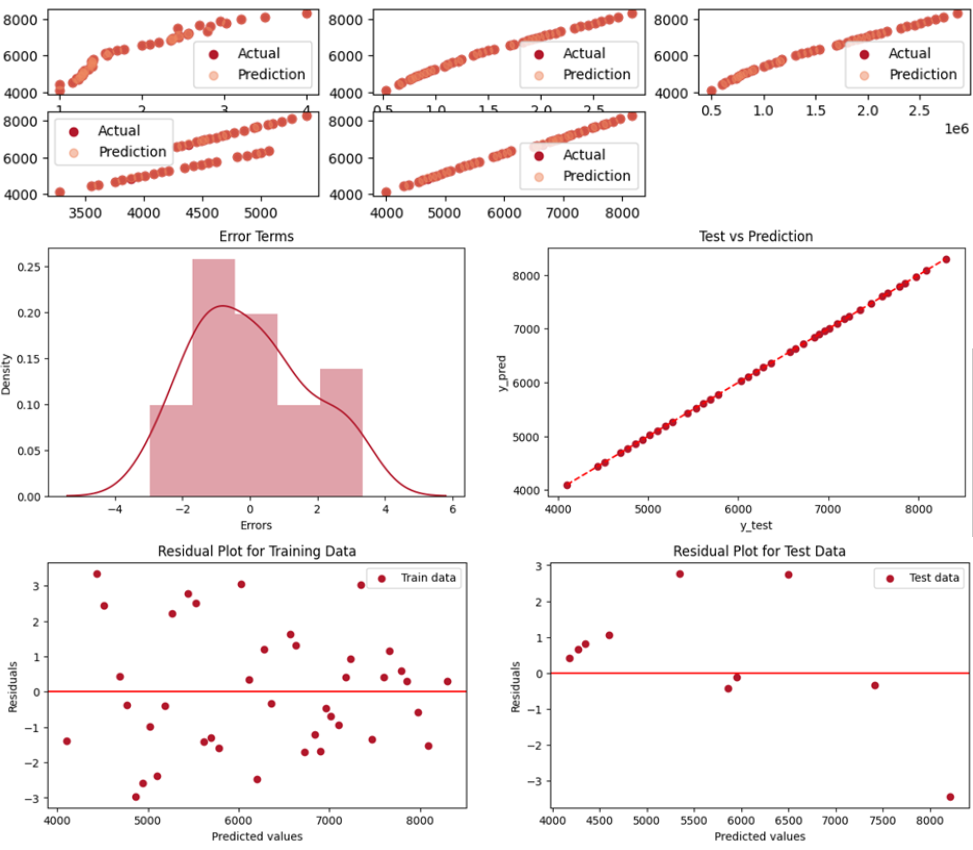 8000
6000
4000
1 2 3 4
Actual
Prediction
8000
6000
4000
0.5 1.0 1.5 2.0 2.5
Actual
Prediction
8000
6000
4000
0.5 1.0 1.5 2.0 2.5
1e6
Actual
Prediction
8000
6000
4000
3500 4000 4500 5000
Actual
Prediction
8000
6000
4000
4000 5000 6000 7000 8000
Actual
Prediction
Error Terms
Density
0.25
0.20
0.15
0.10
0.05
0.00
−4 −2 0 2 4 6
Errors
Test vs Prediction
y_pred
8000
7000
6000
5000
4000
4000 5000 6000 7000 8000
y_test
Residual Plot for Training Data
Train data
Residuals
3
2
1
0
−1
−2
−3
4000 5000 6000 7000 8000
Predicted values
Residual Plot for Test Data
Test data
Residuals
3
2
1
0
−1
−2
−3
4000 4500 5000 5500 6000 6500 7000 7500 8000
Predicted values